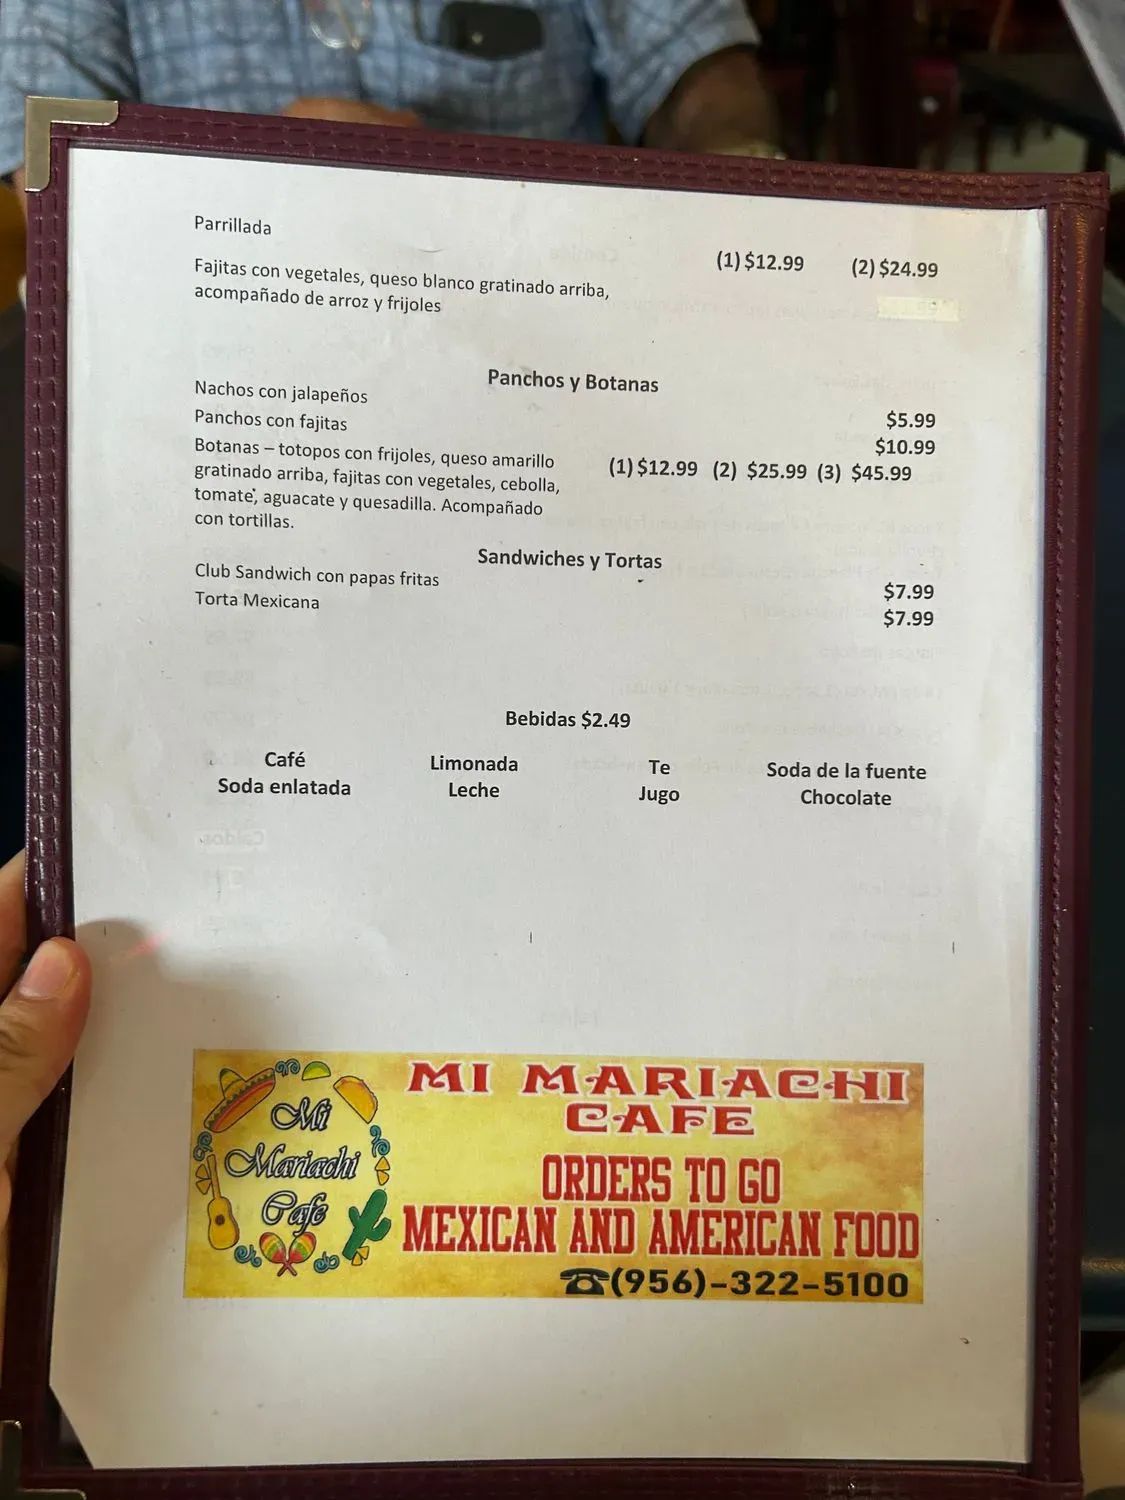 Parrillada
(1) $12.99 (2) $24.99
Fajitas con vegetales, queso blanco gratinado arriba,
acompañado de arroz y frijoles
Panchos y Botanas
Nachos con jalapeños $5.99
Panchos con fajitas $10.99
Botanas – totopos con frijoles, queso amarillo (1) $12.99 (2) $25.99 (3) $45.99
gratinado arriba, fajitas con vegetales, cebolla,
tomate, aguacate y quesadilla. Acompañado
con tortillas.
Sandwiches y Tortas
Club Sandwich con papas fritas $7.99
Torta Mexicana $7.99
Bebidas $2.49
Café Limonada Te Soda de la fuente
Soda enlatada Leche Jugo Chocolate
Mi
Mariachi
Cafe
MI MARIACHI
CAFE
ORDERS TO GO
MEXICAN AND AMERICAN FOOD
☎(956)-322-5100